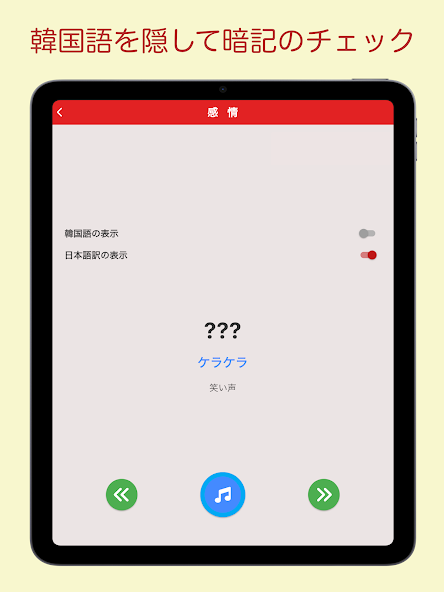 韓国語を隠して暗記のチェック
感 情
韓国語の表示
日本語訳の表示
???
ケラケラ
笑い声